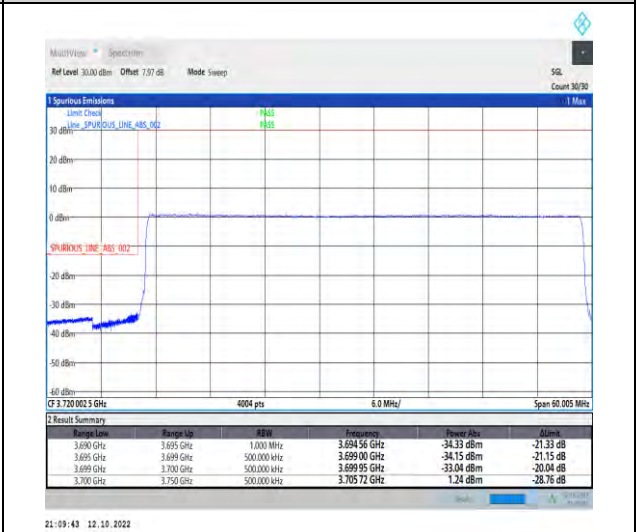 MultiView Spectrum
Ref Level 30.00 dBm Offset 7.97 dB Mode Sweep SGL
Count 30/30
1 Spurious Emissions 1 Max
Limit Check PASS
Line _SPURIOUS_LINE_ABS_002 PASS
30 dBm
20 dBm
10 dBm
0 dBm
SPURIOUS_LINE_ABS_002
-20 dBm
-30 dBm
-40 dBm
-50 dBm
-60 dBm
CF 3.720 002 5 GHz 4004 pts 6.0 MHz/ Span 60.005 MHz
2 Result Summary
Range Low Range Up RBW Frequency Power Abs ΔLimit
3.690 GHz 3.695 GHz 1.000 MHz 3.694 56 GHz -34.33 dBm -21.33 dB
3.695 GHz 3.699 GHz 500.000 kHz 3.699 00 GHz -34.15 dBm -21.15 dB
3.699 GHz 3.700 GHz 500.000 kHz 3.699 95 GHz -33.04 dBm -20.04 dB
3.700 GHz 3.750 GHz 500.000 kHz 3.705 72 GHz 1.24 dBm -28.76 dB
21:09:43 12.10.2022